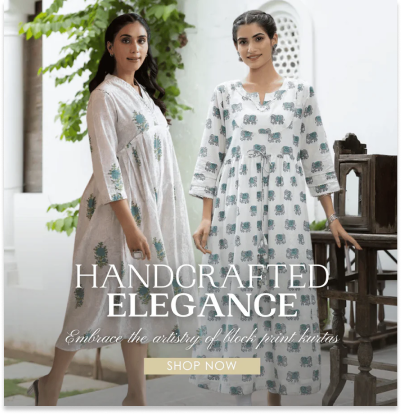 HANDCRAFTED
ELEGANCE
Embrace the artistry of block print kurtas
SHOP NOW